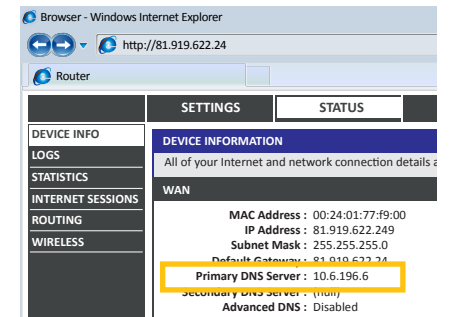 Browser - Windows Internet Explorer
http://81.919.622.24
Router
SETTINGS STATUS
DEVICE INFO
LOGS
STATISTICS
INTERNET SESSIONS
ROUTING
WIRELESS
DEVICE INFORMATION
All of your Internet and network connection details a
WAN
MAC Address : 00:24:01:77:f9:00
IP Address : 81.919.622.249
Subnet Mask : 255.255.255.0
Default Gateway : 81.919.622.24
Primary DNS Server : 10.6.196.6
Secondary DNS Server : (null)
Advanced DNS : Disabled